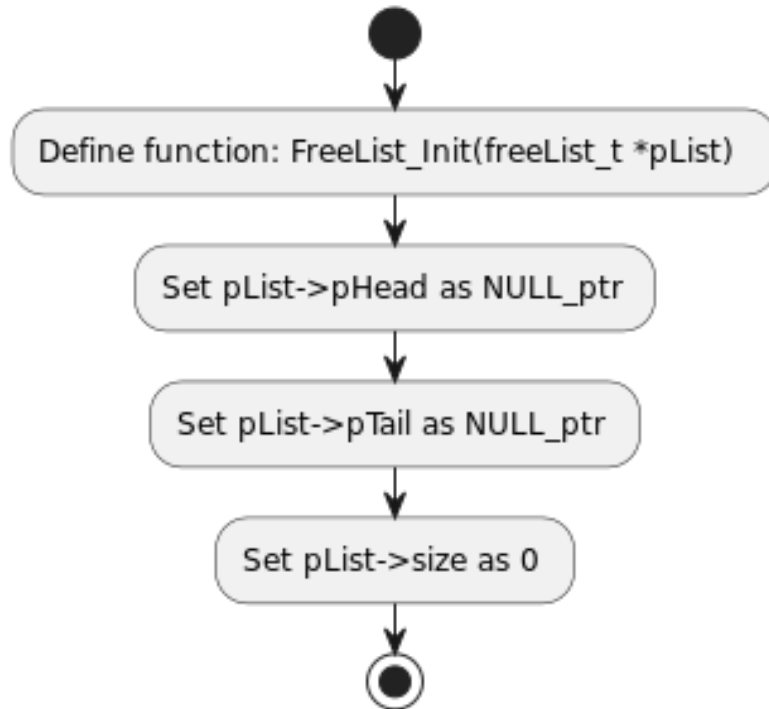 Define function: FreeList_Init(freeList_t *pList)
Set pList->pHead as NULL_ptr
Set pList->pTail as NULL_ptr
Set pList->size as 0